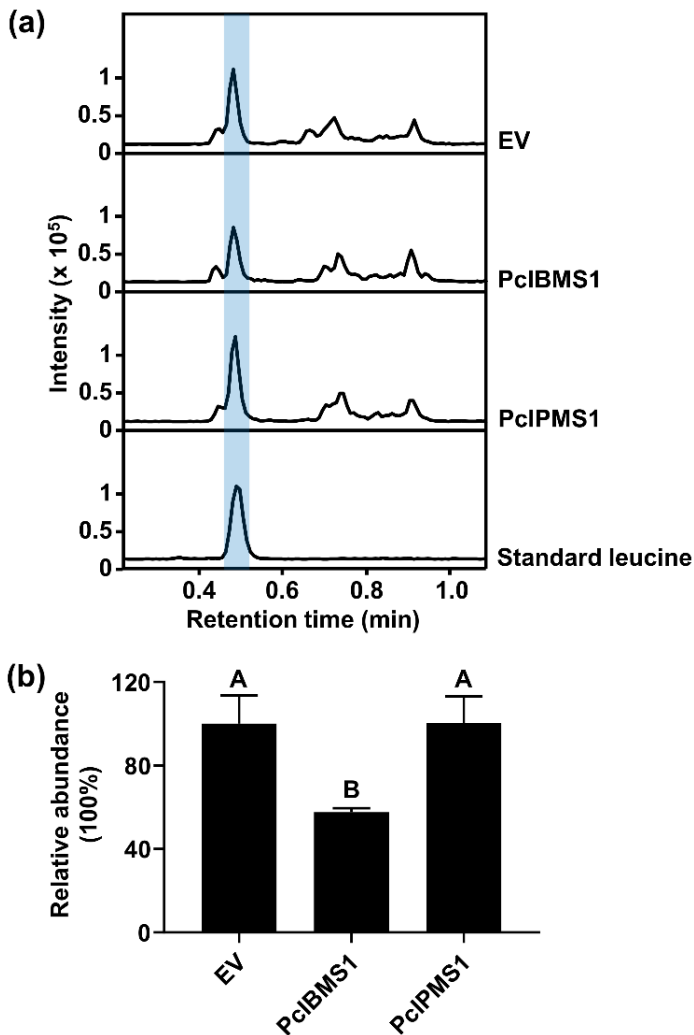 (a)
Intensity (x 10⁵)
1
0.5
0
EV
1
0.5
0
PcIBMS1
1
0.5
0
PcIPMS1
1
0.5
0
Standard leucine
0.4 0.6 0.8 1.0
Retention time (min)
(b)
Relative abundance
(100%)
120
80
40
0
A
B
A
EV
PcIBMS1
PcIPMS1